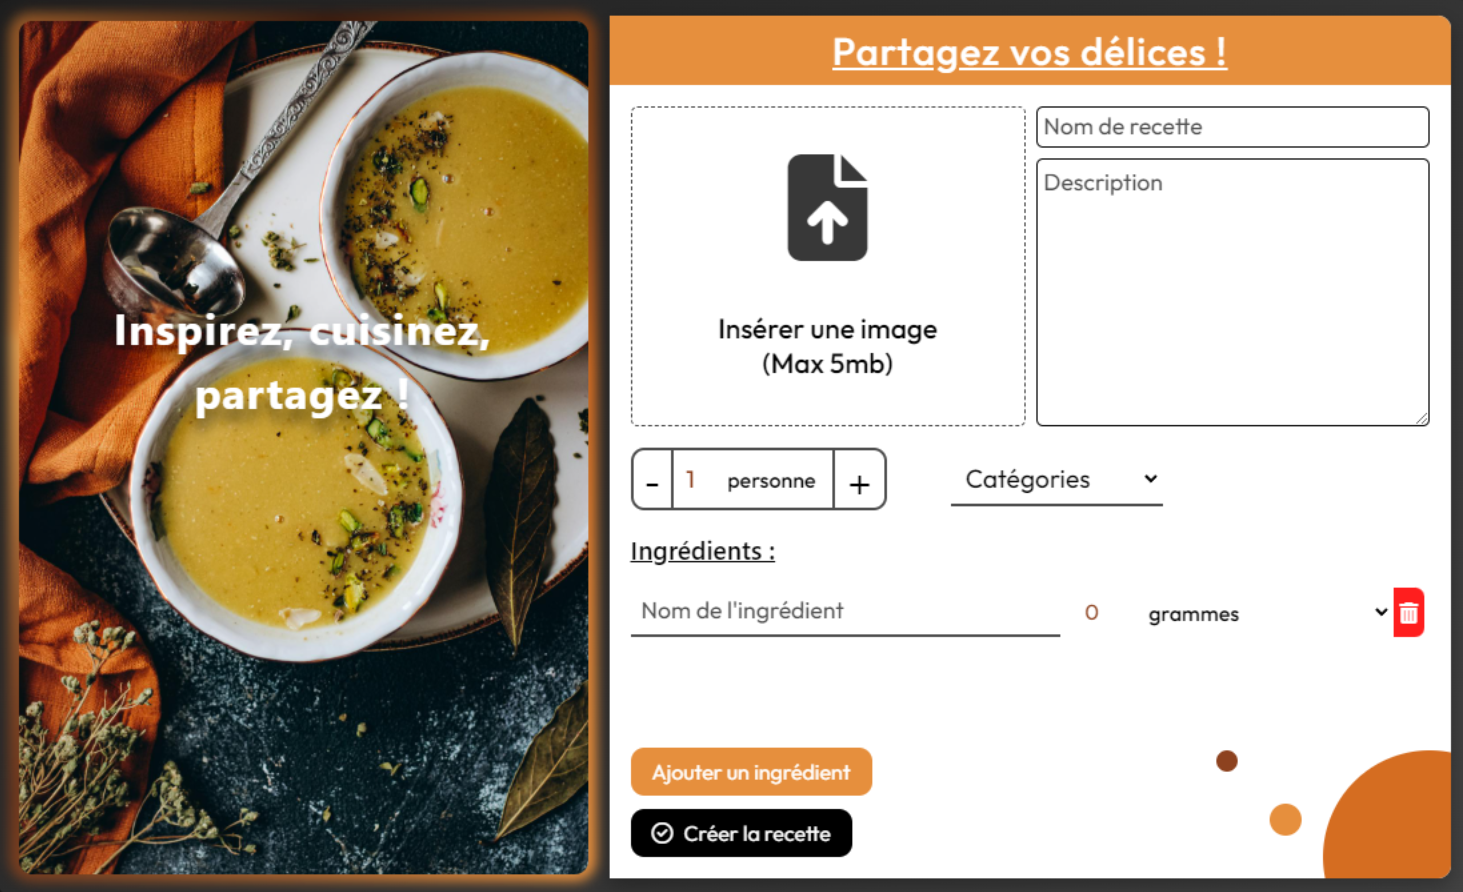 Inspirez, cuisinez,
partagez !
Partagez vos délices !
Nom de recette
Description
Insérer une image
(Max 5mb)
- 1 personne +
Catégories
Ingrédients :
Nom de l'ingrédient 0 grammes
Ajouter un ingrédient
Créer la recette